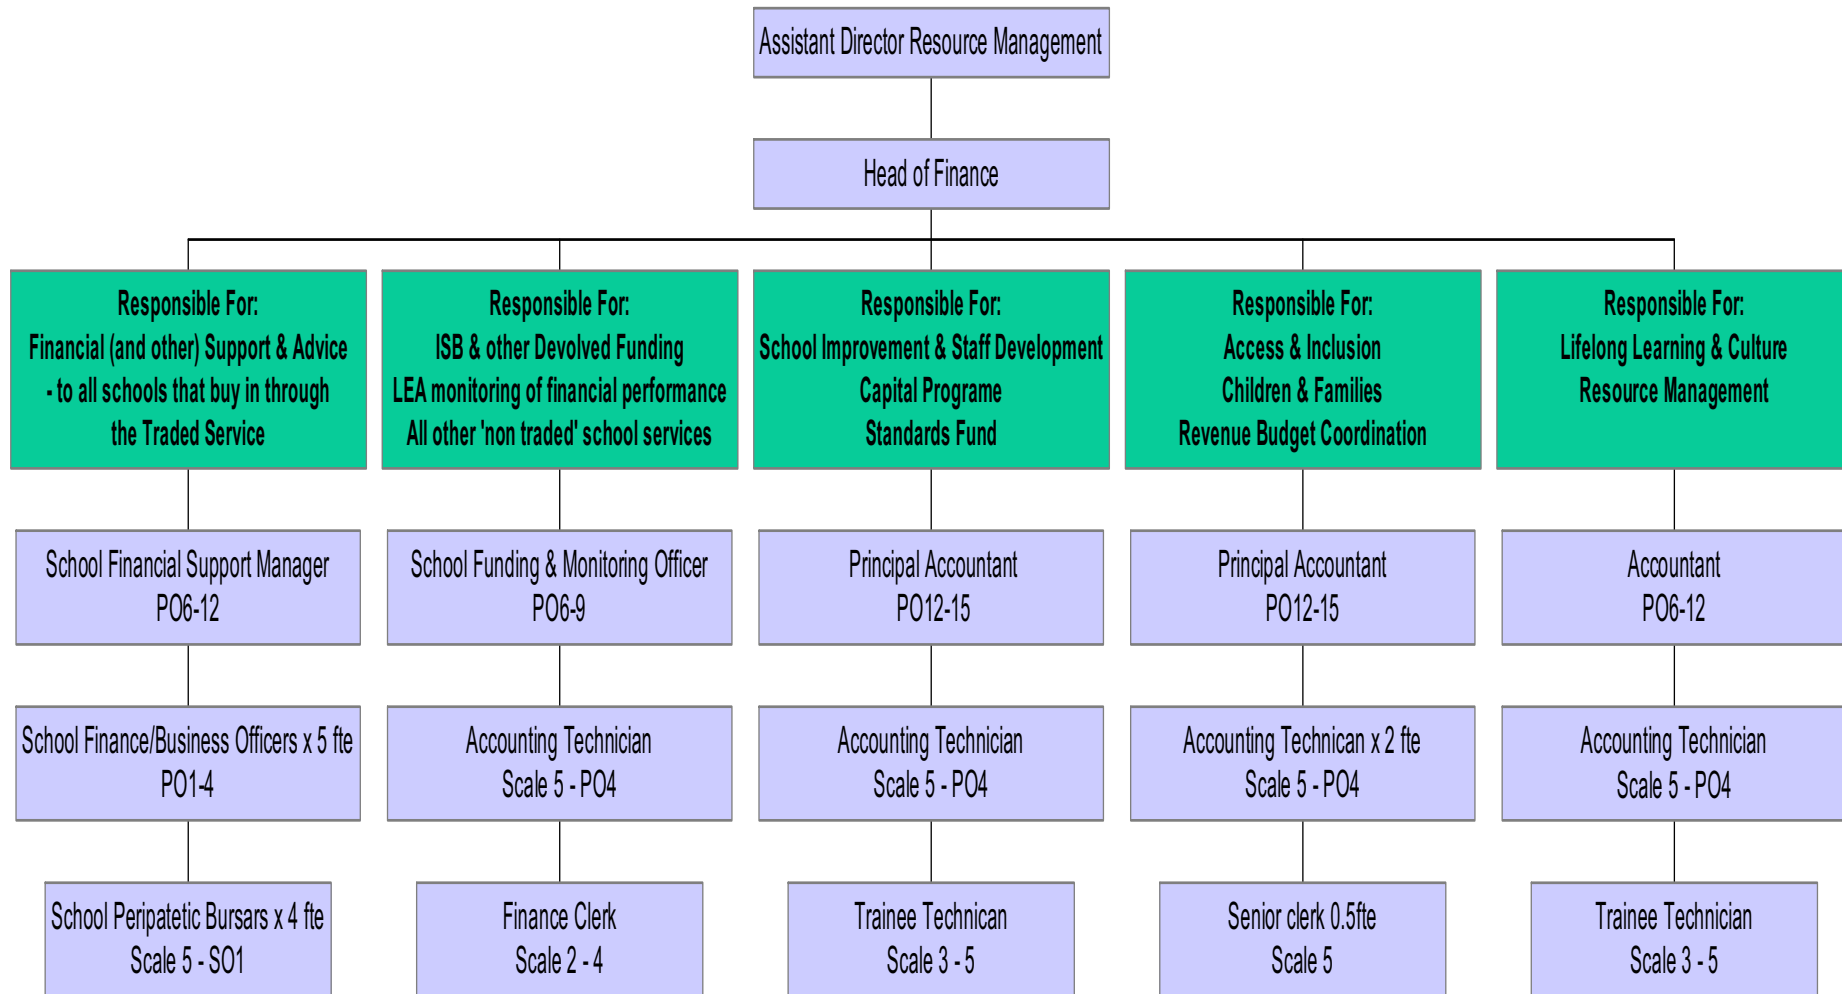 Assistant Director Resource Management
Head of Finance
Responsible For:
Financial (and other) Support & Advice
- to all schools that buy in through
the Traded Service
Responsible For:
ISB & other Devolved Funding
LEA monitoring of financial performance
All other 'non traded' school services
Responsible For:
School Improvement & Staff Development
Capital Programe
Standards Fund
Responsible For:
Access & Inclusion
Children & Families
Revenue Budget Coordination
Responsible For:
Lifelong Learning & Culture
Resource Management
School Financial Support Manager
PO6-12
School Funding & Monitoring Officer
PO6-9
Principal Accountant
PO12-15
Principal Accountant
PO12-15
Accountant
PO6-12
School Finance/Business Officers x 5 fte
PO1-4
Accounting Technician
Scale 5 - PO4
Accounting Technician
Scale 5 - PO4
Accounting Technican x 2 fte
Scale 5 - PO4
Accounting Technician
Scale 5 - PO4
School Peripatetic Bursars x 4 fte
Scale 5 - SO1
Finance Clerk
Scale 2 - 4
Trainee Technican
Scale 3 - 5
Senior clerk 0.5fte
Scale 5
Trainee Technician
Scale 3 - 5